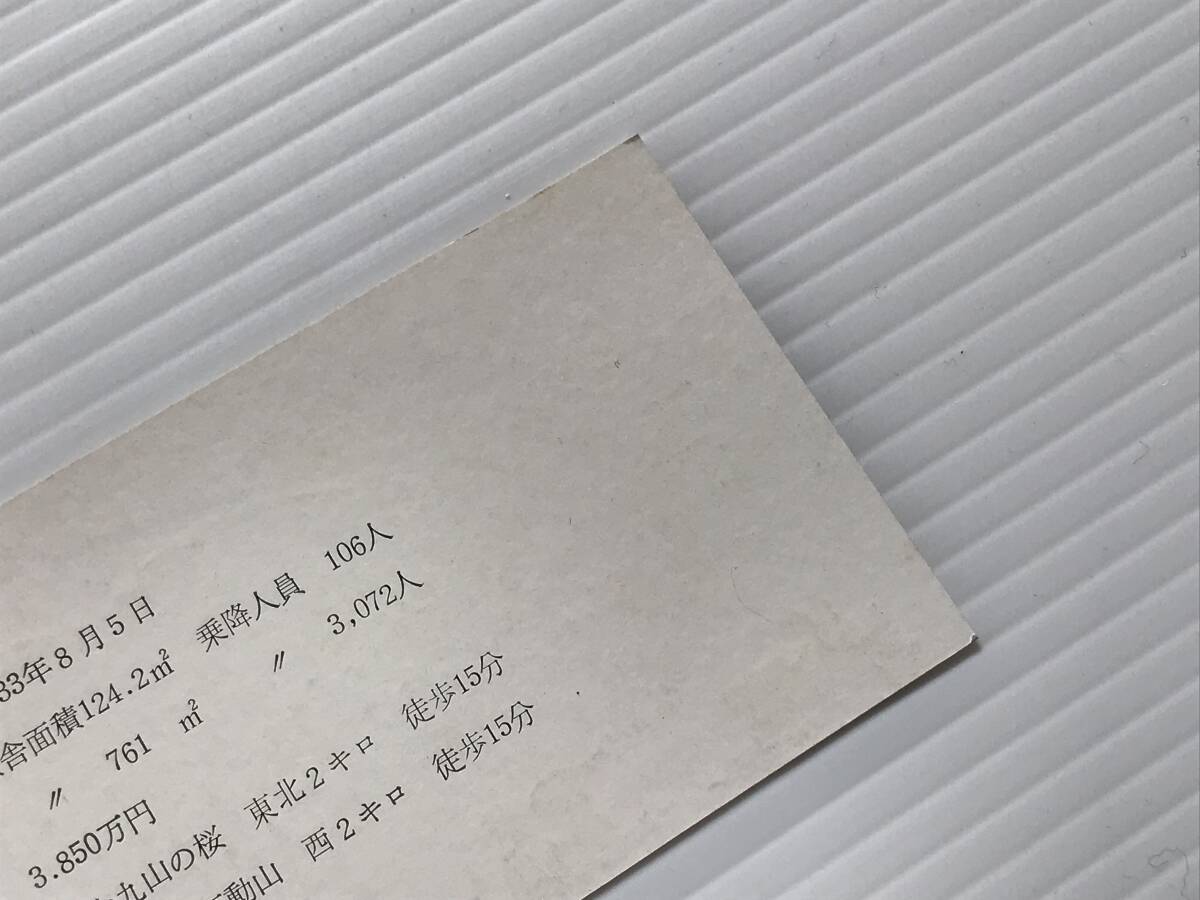 33年8月5日
舎面積124.2㎡ 乗降人員 106人
〃 761 ㎡ 〃 3,072人
3.850万円
九山の桜 東北2キロ 徒歩15分
動山 西2キロ 徒歩15分